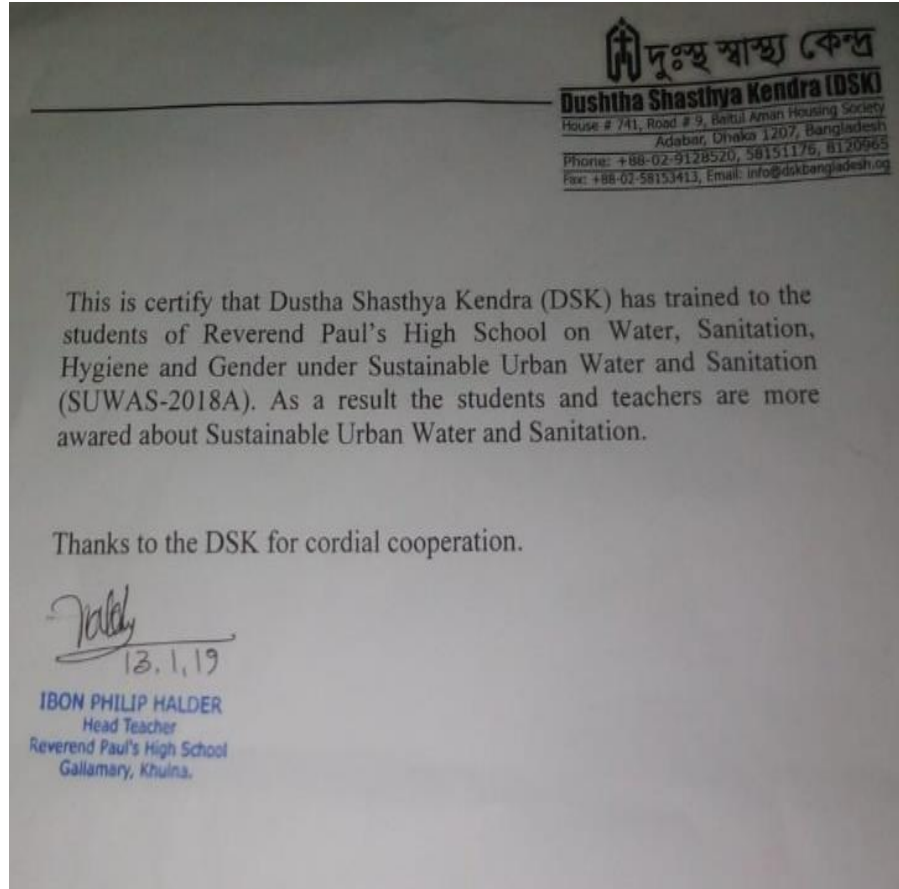 দুঃস্থ স্বাস্থ্য কেন্দ্র
Dushtha Shasthya Kendra (DSK)
House # 741, Road # 9, Baitul Aman Housing Society
Adabar, Dhaka 1207, Bangladesh
Phone: +88-02-9128520, 58151176, 8120965
Fax: +88-02-58153413, Email: info@dskbangladesh.og
This is certify that Dustha Shasthya Kendra (DSK) has trained to the
students of Reverend Paul's High School on Water, Sanitation,
Hygiene and Gender under Sustainable Urban Water and Sanitation
(SUWAS-2018A). As a result the students and teachers are more
awared about Sustainable Urban Water and Sanitation.
Thanks to the DSK for cordial cooperation.
13.1,19
IBON PHILIP HALDER
Head Teacher
Reverend Paul's High School
Gallamary, Khulna.